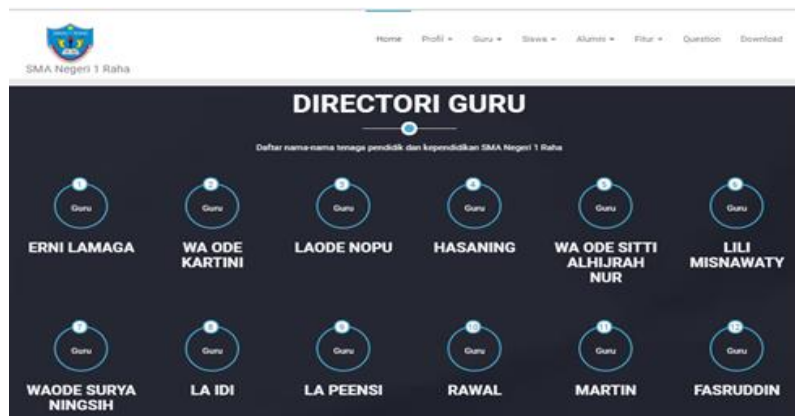 SMA Negeri 1 Raha
Home Profil Guru Siswa Alumni Fitur Question Download
DIRECTORI GURU
Daftar nama-nama tenaga pendidik dan kependidikan SMA Negeri 1 Raha
1 2 3 4 5 6
Guru Guru Guru Guru Guru Guru
ERNI LAMAGA WA ODE LAODE NOPU HASANING WA ODE SITTI LILI
KARTINI ALHIJRAH MISNAWATY
NUR
7 8 9 10 11 12
Guru Guru Guru Guru Guru Guru
WAODE SURYA LA IDI LA PEENSI RAWAL MARTIN FASRUDDIN
NINGSIH